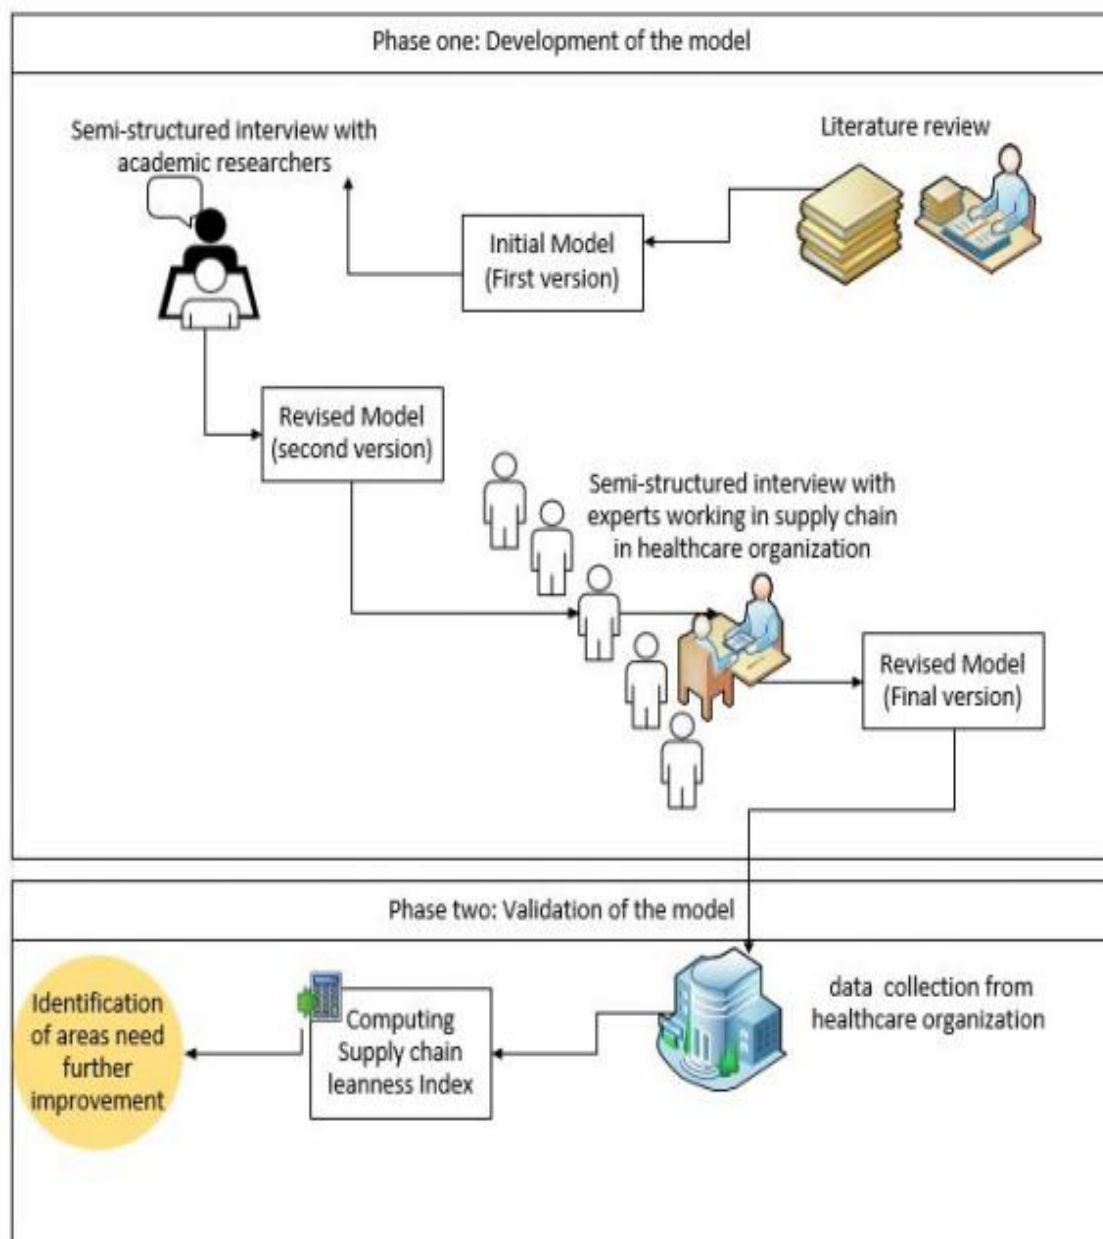 Phase one: Development of the model
Semi-structured interview with
academic researchers
Literature review
Initial Model
(First version)
Revised Model
(second version)
Semi-structured interview with
experts working in supply chain
in healthcare organization
Revised Model
(Final version)
Phase two: Validation of the model
data collection from
healthcare organization
Computing
Supply chain
leanness Index
Identification
of areas need
further
improvement